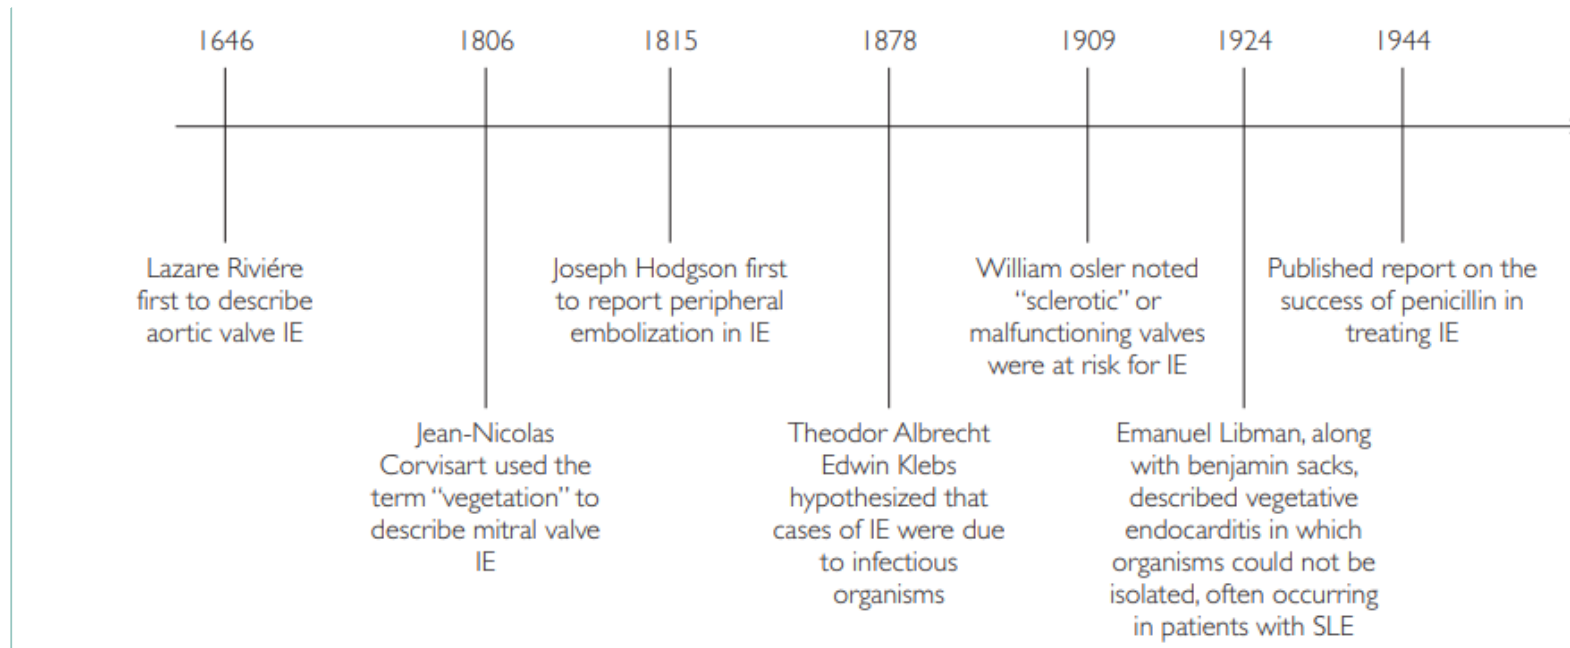 1646
1806
1815
1878
1909
1924
1944
Lazare Riviére
first to describe
aortic valve IE
Joseph Hodgson first
to report peripheral
embolization in IE
William osler noted
“sclerotic” or
malfunctioning valves
were at risk for IE
Published report on the
success of penicillin in
treating IE
Jean-Nicolas
Corvisart used the
term “vegetation” to
describe mitral valve
IE
Theodor Albrecht
Edwin Klebs
hypothesized that
cases of IE were due
to infectious
organisms
Emanuel Libman, along
with benjamin sacks,
described vegetative
endocarditis in which
organisms could not be
isolated, often occurring
in patients with SLE